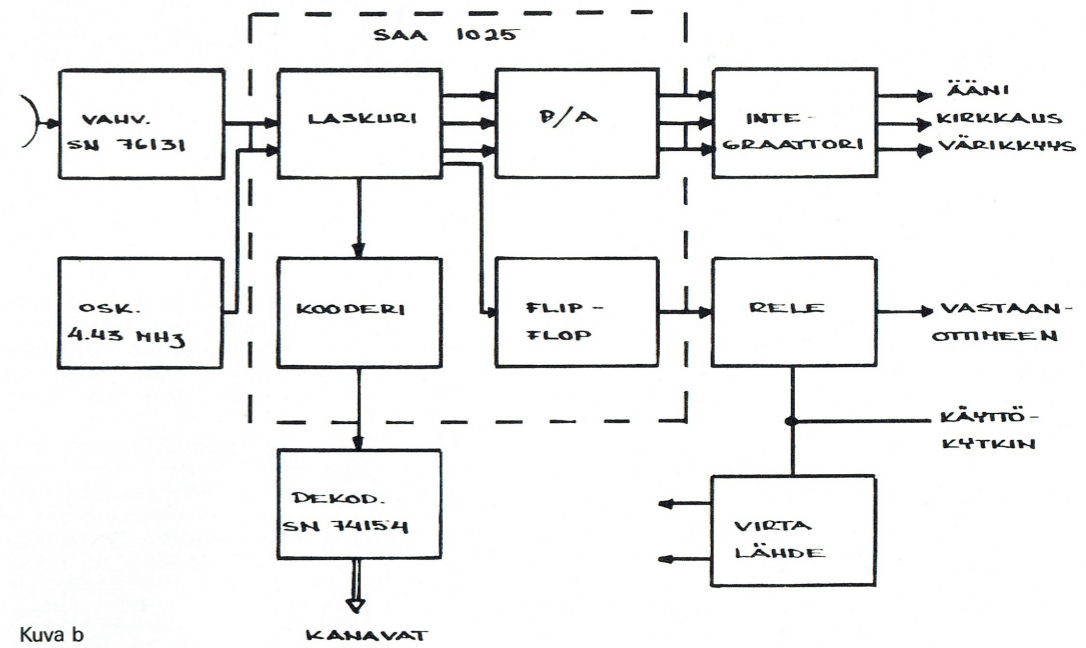 SAA 1025
VAHV.
SN 76131
LASKURI
D/A
INTE-
GRAATTORI
ÄÄNI
KIRKKAUS
VÄRIKKYYS
OSK.
4.43 MHz
KOODERI
FLIP-
FLOP
RELE
VASTAAN-
OTTIMEEN
KÄYTTÖ-
KYTKIN
DEKOD.
SN 74154
VIRTA
LÄHDE
KANAVAT
Kuva b